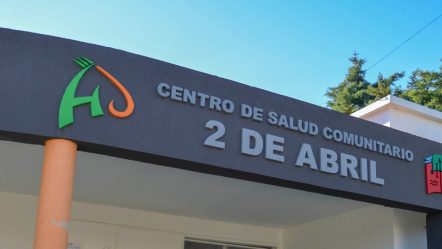 CENTRO DE SALUD COMUNITARIO
2 DE ABRIL